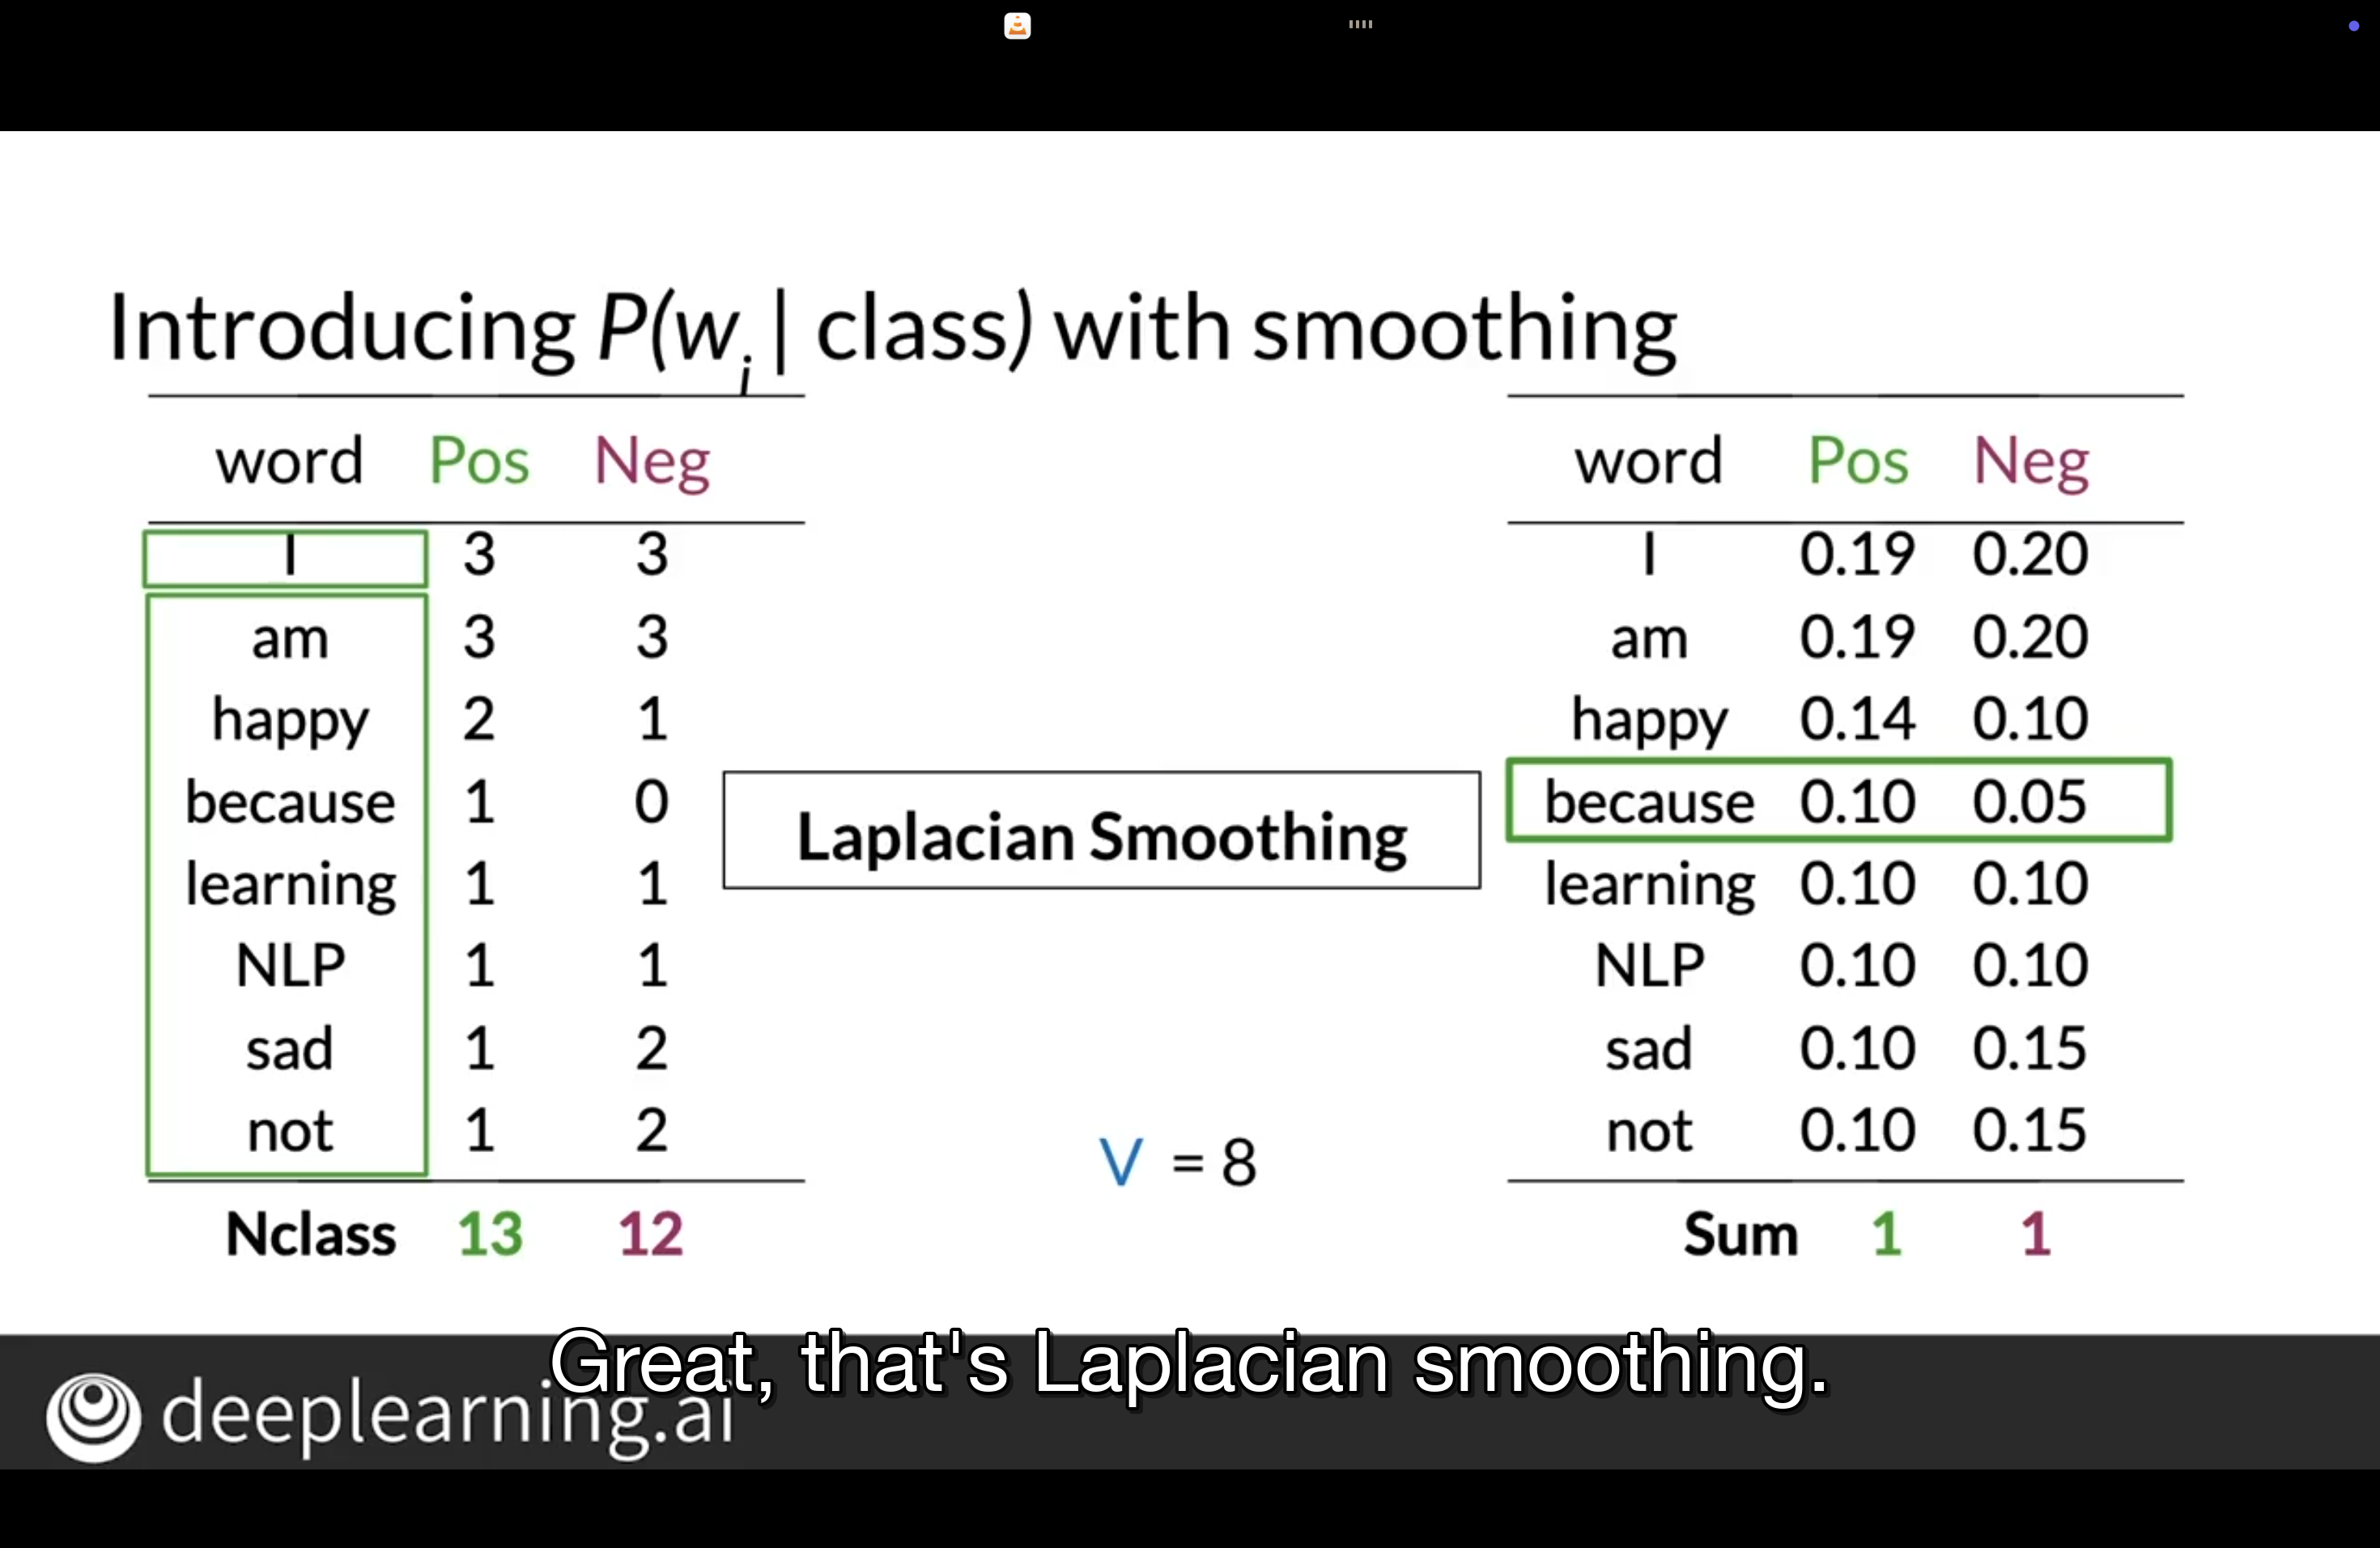 Introducing P(wi | class) with smoothing
word Pos Neg
I 3 3
am 3 3
happy 2 1
because 1 0
learning 1 1
NLP 1 1
sad 1 2
not 1 2
Nclass 13 12
Laplacian Smoothing
V = 8
word Pos Neg
I 0.19 0.20
am 0.19 0.20
happy 0.14 0.10
because 0.10 0.05
learning 0.10 0.10
NLP 0.10 0.10
sad 0.10 0.15
not 0.10 0.15
Sum 1 1
Great, that's Laplacian smoothing.
deeplearning.ai